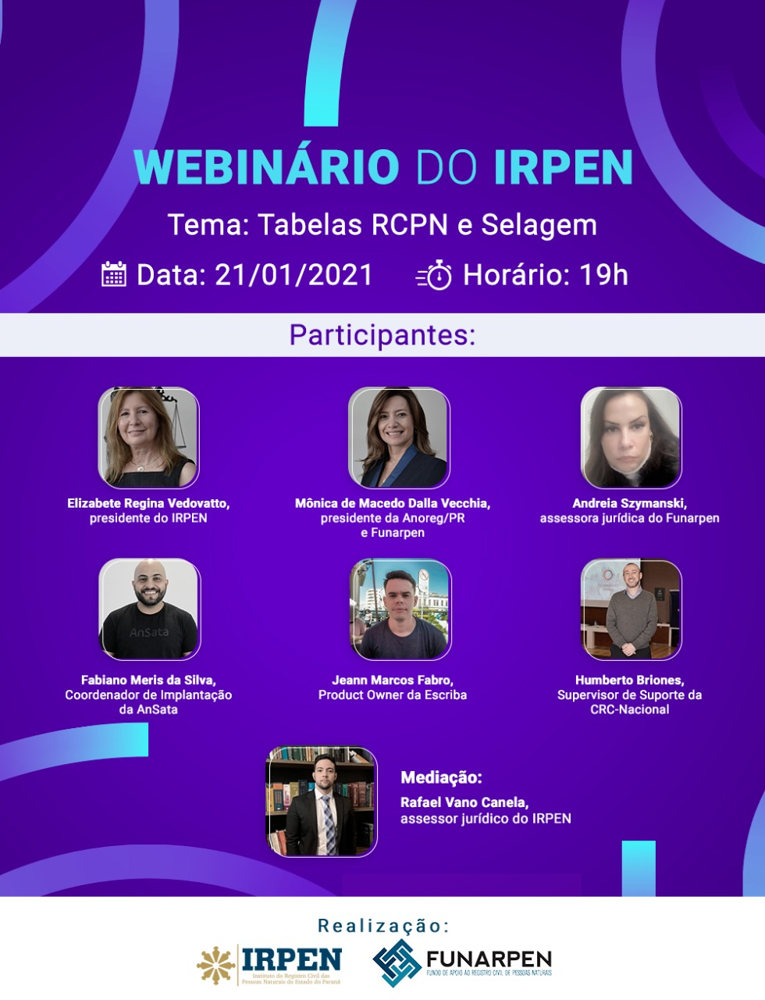 WEBINÁRIO DO IRPEN
Tema: Tabelas RCPN e Selagem
Data: 21/01/2021 Horário: 19h
Participantes:
Elizabete Regina Vedovatto,
presidente do IRPEN
Mônica de Macedo Dalla Vecchia,
presidente da Anoreg/PR
e Funarpen
Andreia Szymanski,
assessora jurídica do Funarpen
AnSata
Fabiano Meris da Silva,
Coordenador de Implantação
da AnSata
Jeann Marcos Fabro,
Product Owner da Escriba
Humberto Briones,
Supervisor de Suporte da
CRC-Nacional
Mediação:
Rafael Vano Canela,
assessor jurídico do IRPEN
Realização:
IRPEN
Instituto do Registro Civil das
Pessoas Naturais do Estado do Paraná
FUNARPEN
FUNDO DE APOIO AO REGISTRO CIVIL DE PESSOAS NATURAIS